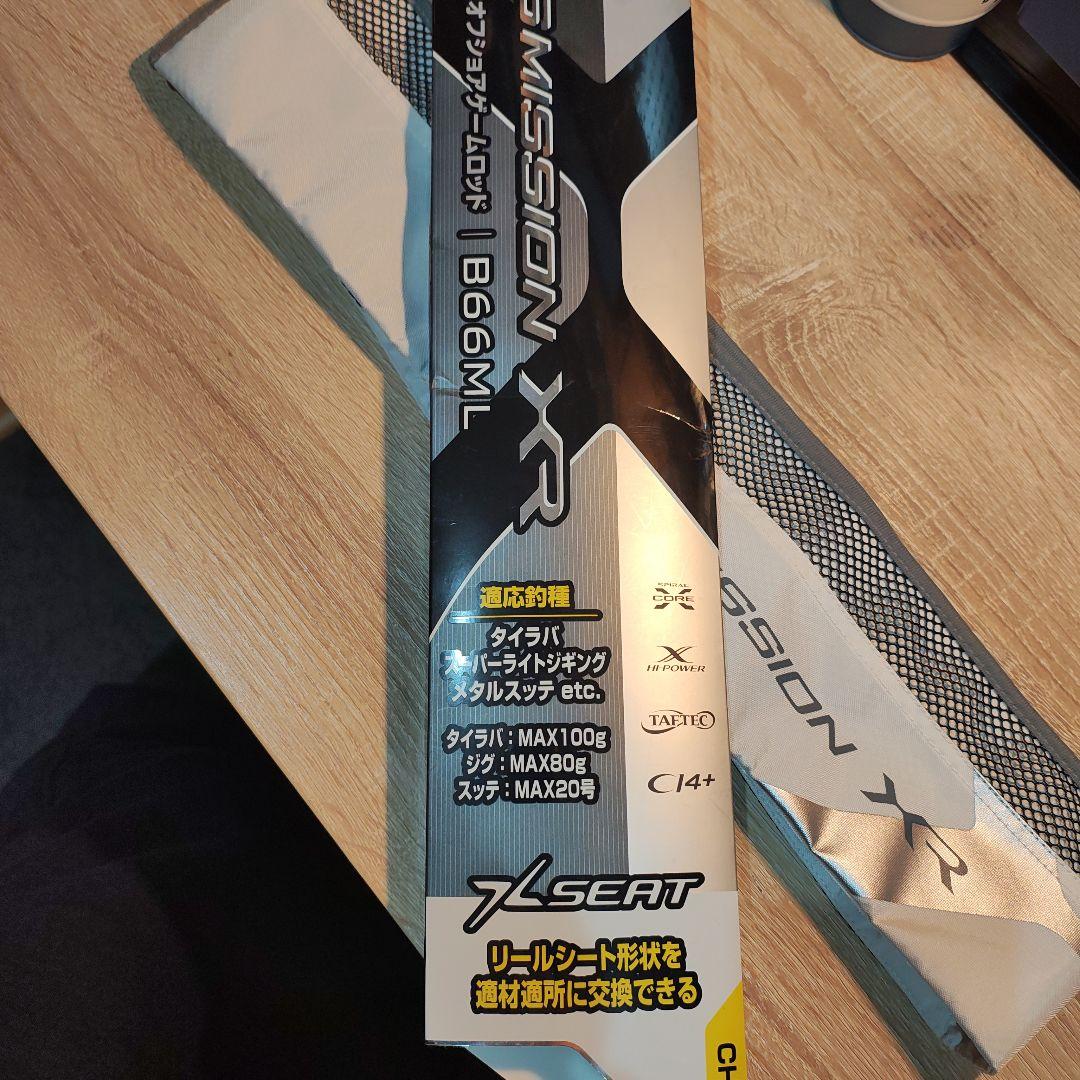 GMISSION XR
オフショアゲームロッド | B66ML
適応釣種
タイラバ
スーパーライトジギング
メタルスッテ etc.
タイラバ：MAX100g
ジグ：MAX80g
スッテ：MAX20号
SPIRAL
X
CORE
X
HI-POWER
TAFTEC
CI4+
X SEAT
リールシート形状を
適材適所に交換できる
CH
SSION XR